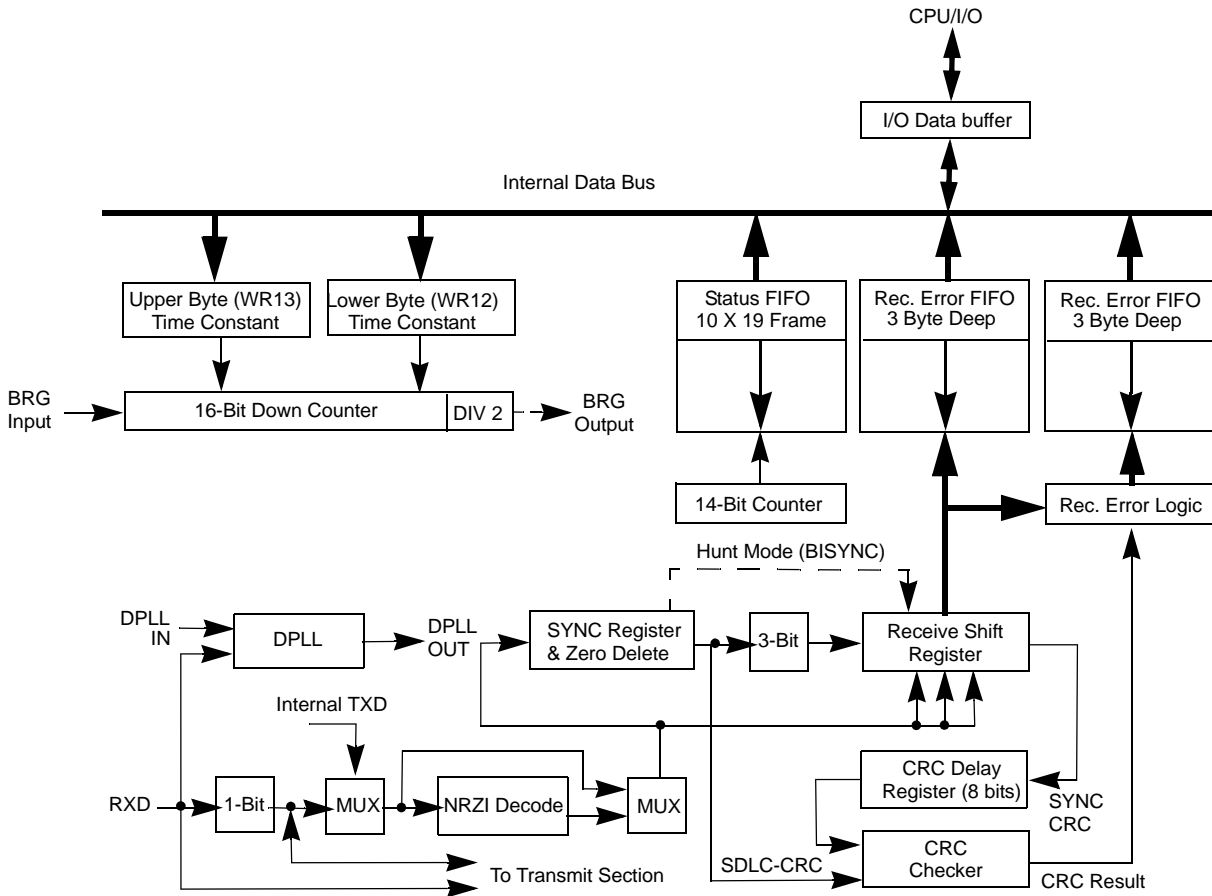 CPU/I/O
I/O Data buffer
Internal Data Bus
Upper Byte (WR13)
Time Constant
Lower Byte (WR12)
Time Constant
Status FIFO
10 X 19 Frame
Rec. Error FIFO
3 Byte Deep
Rec. Error FIFO
3 Byte Deep
BRG
Input
16-Bit Down Counter
DIV 2
BRG
Output
14-Bit Counter
Rec. Error Logic
Hunt Mode (BISYNC)
DPLL
IN
DPLL
DPLL
OUT
SYNC Register
& Zero Delete
3-Bit
Receive Shift
Register
Internal TXD
RXD
1-Bit
MUX
NRZI Decode
MUX
CRC Delay
Register (8 bits)
SYNC
CRC
To Transmit Section
SDLC-CRC
CRC
Checker
CRC Result